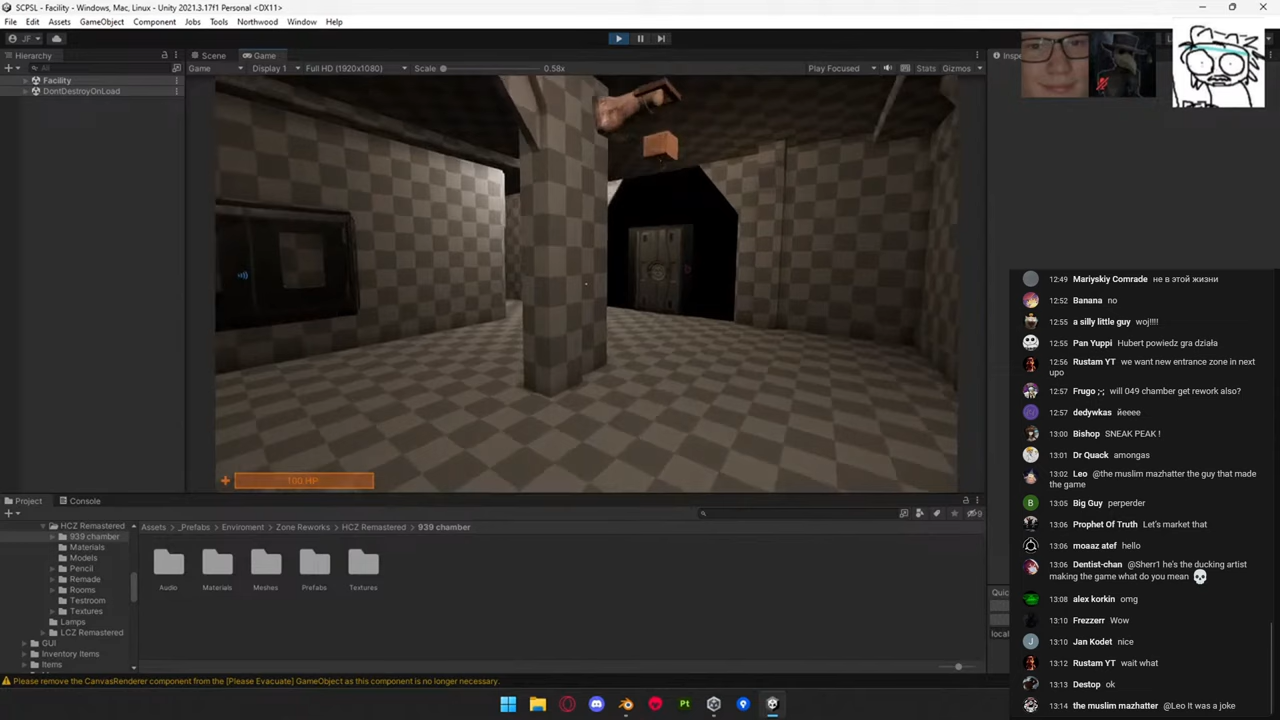 SCPSL - Facility - Windows, Mac, Linux - Unity 2021.3.17f1 Personal <DX11>
File Edit Assets GameObject Component Jobs Tools Northwood Window Help
JF
Hierarchy
Scene Game
Game Display 1 Full HD (1920x1080) Scale 0.58x Play Focused Stats Gizmos
All
Facility
DontDestroyOnLoad
100 HP
12:49 Mariyskiy Comrade не в этой жизни
12:52 Banana no
12:55 a silly little guy woj!!!!
12:55 Pan Yuppi Hubert powiedz gra działa
12:56 Rustam YT we want new entrance zone in next
upo
12:57 Frugo ;-; will 049 chamber get rework also?
12:57 dedywkas йееее
13:00 Bishop SNEAK PEAK !
13:01 Dr Quack amongas
13:02 Leo @the muslim mazhatter the guy that made
the game
13:05 Big Guy perperder
13:06 Prophet Of Truth Let's market that
13:06 moaaz atef hello
13:06 Dentist-chan @Sherr1 he's the ducking artist
making the game what do you mean
13:08 alex korkin omg
13:10 Frezzerr Wow
13:10 Jan Kodet nice
13:12 Rustam YT wait what
13:13 Destop ok
13:14 the muslim mazhatter @Leo It was a joke
Project Console
9
HCZ Remastered
939 chamber
Materials
Models
Pencil
Remade
Rooms
Testroom
Textures
Lamps
LCZ Remastered
GUI
Inventory Items
Items
Assets _Prefabs Enviroment Zone Reworks HCZ Remastered 939 chamber
Audio Materials Meshes Prefabs Textures
Please remove the CanvasRenderer component from the [Please Evacuate] GameObject as this component is no longer necessary.
Pt